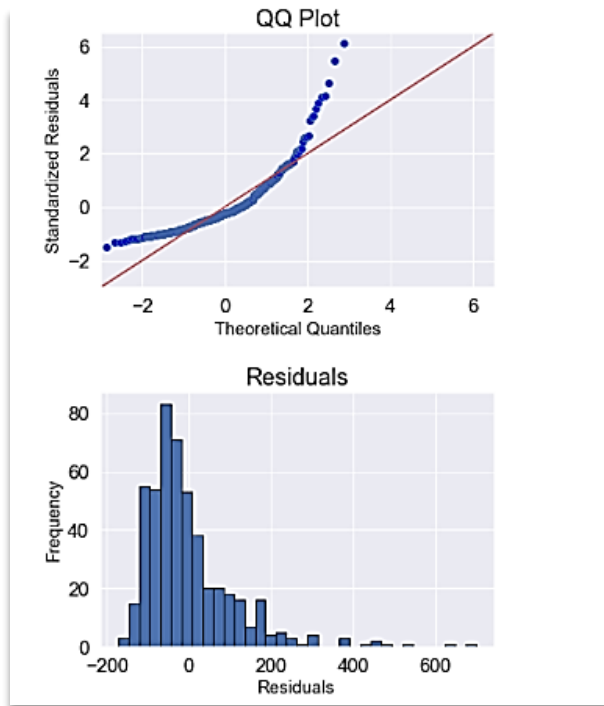 QQ Plot
6
4
2
0
−2
Standardized Residuals
−2 0 2 4 6
Theoretical Quantiles
Residuals
80
60
40
20
0
Frequency
−200 0 200 400 600
Residuals